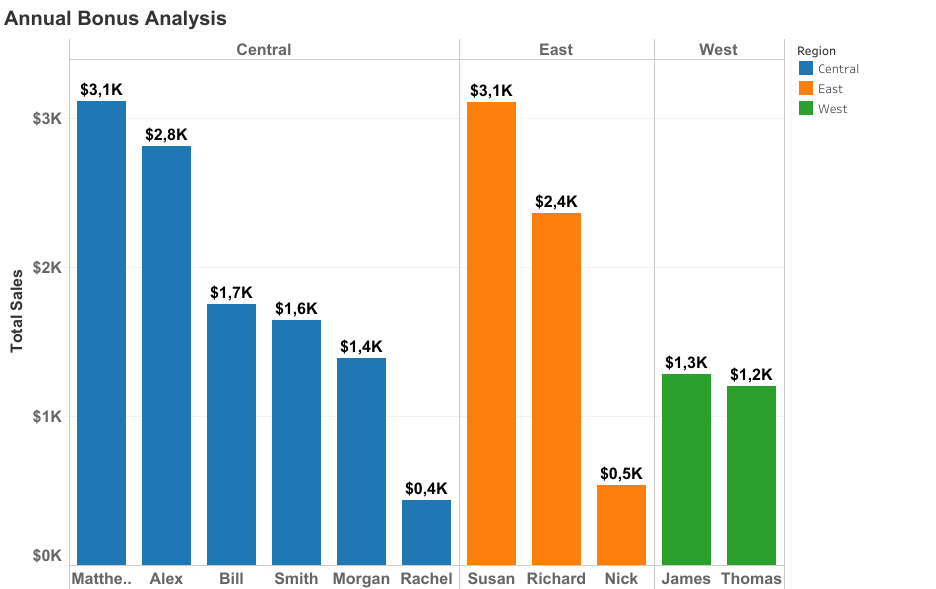 Annual Bonus Analysis
Central East West
Region
Central
East
West
Total Sales
$3K
$2K
$1K
$0K
$3,1K $2,8K $1,7K $1,6K $1,4K $0,4K $3,1K $2,4K $0,5K $1,3K $1,2K
Matthe.. Alex Bill Smith Morgan Rachel Susan Richard Nick James Thomas